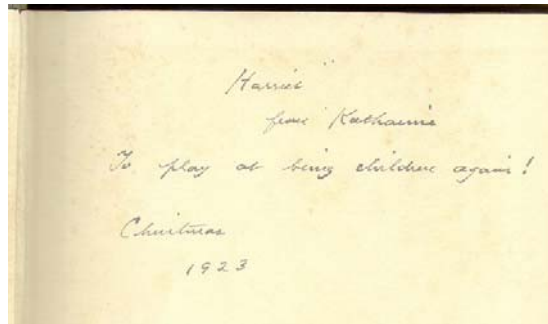 Harriet
from Katharine
To play at being children again!
Christmas
1923